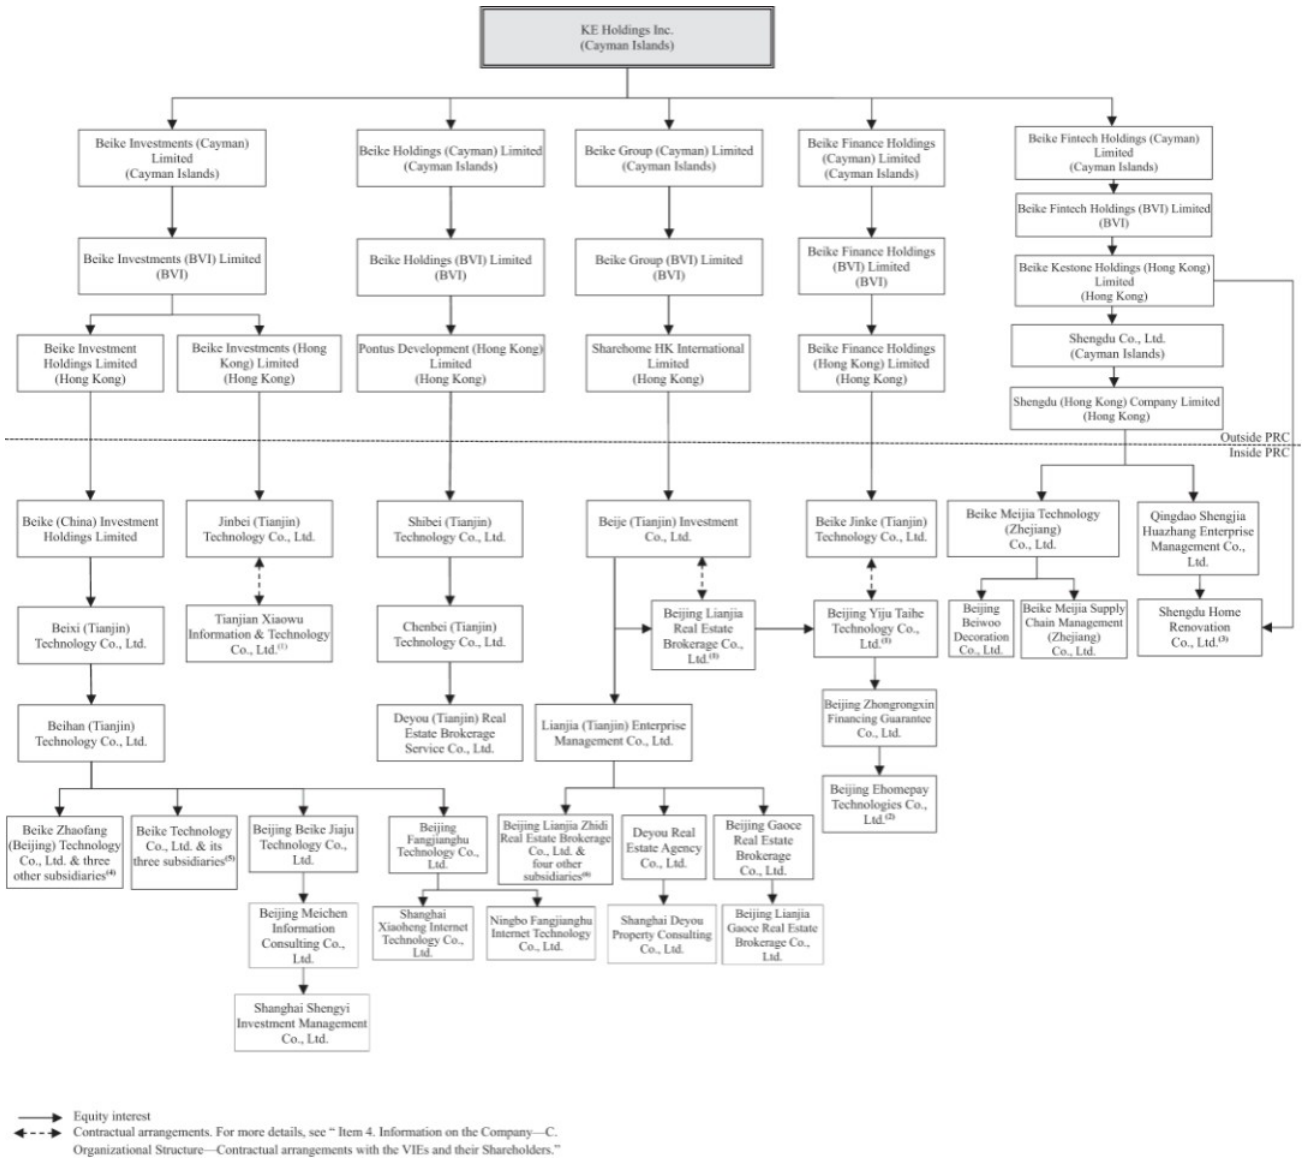 KE Holdings Inc.
(Cayman Islands)
Beike Investments (Cayman)
Limited
(Cayman Islands)
Beike Holdings (Cayman) Limited
(Cayman Islands)
Beike Group (Cayman) Limited
(Cayman Islands)
Beike Finance Holdings
(Cayman) Limited
(Cayman Islands)
Beike Fintech Holdings (Cayman)
Limited
(Cayman Islands)
Beike Fintech Holdings (BVI) Limited
(BVI)
Beike Investments (BVI) Limited
(BVI)
Beike Holdings (BVI) Limited
(BVI)
Beike Group (BVI) Limited
(BVI)
Beike Finance Holdings
(BVI) Limited
(BVI)
Beike Kestone Holdings (Hong Kong)
Limited
(Hong Kong)
Beike Investment
Holdings Limited
(Hong Kong)
Beike Investments (Hong
Kong) Limited
(Hong Kong)
Pontus Development (Hong Kong)
Limited
(Hong Kong)
Sharehome HK International
Limited
(Hong Kong)
Beike Finance Holdings
(Hong Kong) Limited
(Hong Kong)
Shengdu Co., Ltd.
(Cayman Islands)
Shengdu (Hong Kong) Company Limited
(Hong Kong)
Outside PRC
Inside PRC
Beike (China) Investment
Holdings Limited
Jinbei (Tianjin)
Technology Co., Ltd.
Shibei (Tianjin)
Technology Co., Ltd.
Beije (Tianjin) Investment
Co., Ltd.
Beike Jinke (Tianjin)
Technology Co., Ltd.
Beike Meijia Technology
(Zhejiang)
Co., Ltd.
Qingdao Shengjia
Huazhang Enterprise
Management Co.,
Ltd.
Beixi (Tianjin)
Technology Co., Ltd.
Tianjian Xiaowu
Information & Technology
Co., Ltd.(1)
Chenbei (Tianjin)
Technology Co., Ltd.
Beijing Lianjia
Real Estate
Brokerage Co.,
Ltd.(1)
Beijing Yiju Taihe
Technology Co.,
Ltd.(1)
Beijing
Beiwoo
Decoration
Co., Ltd.
Beike Meijia Supply
Chain Management
(Zhejiang)
Co., Ltd.
Shengdu Home
Renovation
Co., Ltd.(3)
Beihan (Tianjin)
Technology Co., Ltd.
Deyou (Tianjin) Real
Estate Brokerage
Service Co., Ltd.
Lianjia (Tianjin) Enterprise
Management Co., Ltd.
Beijing Zhongrongxin
Financing Guarantee
Co., Ltd.
Beijing Ehomepay
Technologies Co.,
Ltd.(2)
Beike Zhaofang
(Beijing) Technology
Co., Ltd. & three
other subsidiaries(4)
Beike Technology
Co., Ltd. & its
three subsidiaries(5)
Beijing Beike Jiaju
Technology Co.,
Ltd.
Beijing
Fangjianghu
Technology Co.,
Ltd.
Beijing Lianjia Zhidi
Real Estate Brokerage
Co., Ltd. &
four other
subsidiaries(6)
Deyou Real
Estate Agency
Co., Ltd.
Beijing Gaoce
Real Estate
Brokerage
Co., Ltd.
Beijing Meichen
Information
Consulting Co.,
Ltd.
Shanghai
Xiaoheng Internet
Technology Co.,
Ltd.
Ningbo Fangjianghu
Internet Technology
Co., Ltd.
Shanghai Deyou
Property Consulting
Co., Ltd.
Beijing Lianjia
Gaoce Real Estate
Brokerage Co.,
Ltd.
Shanghai Shengyi
Investment Management
Co., Ltd.
Equity interest
Contractual arrangements. For more details, see “ Item 4. Information on the Company—C.
Organizational Structure—Contractual arrangements with the VIEs and their Shareholders.”